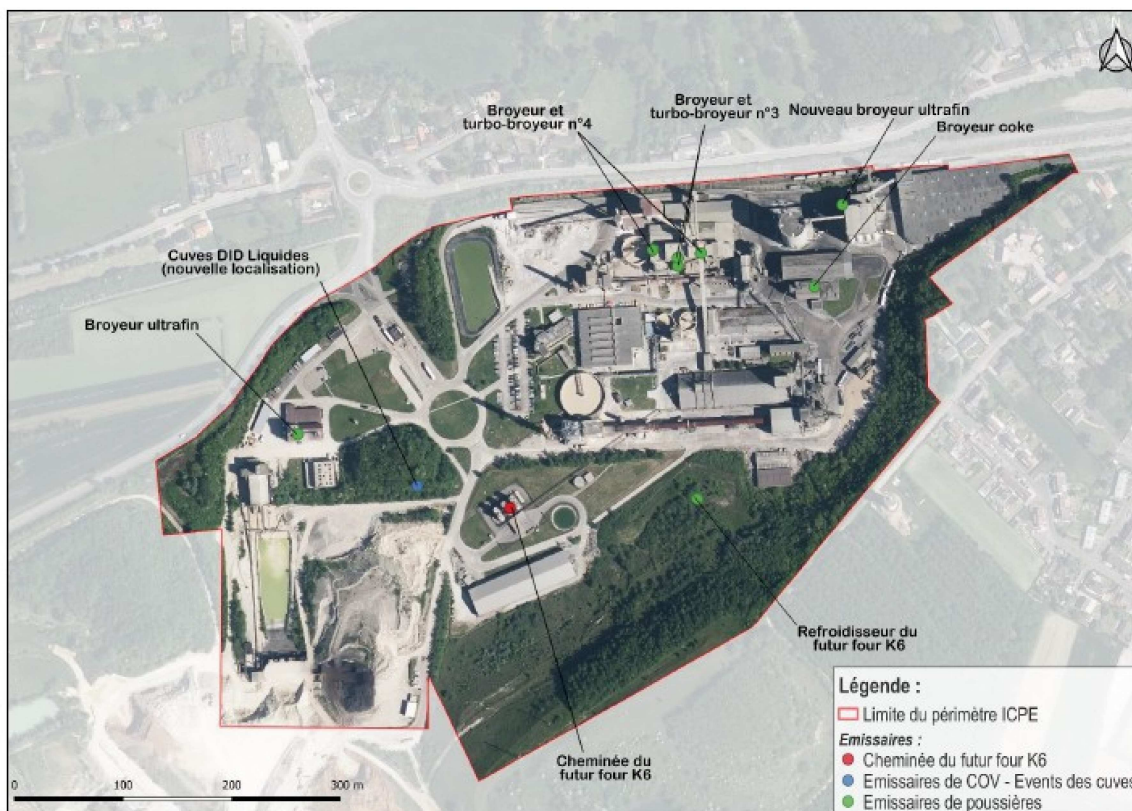 N
Broyeur et
turbo-broyeur n°4
Broyeur et
turbo-broyeur n°3
Nouveau broyeur ultrafin
Broyeur coke
Cuves DID Liquides
(nouvelle localisation)
Broyeur ultrafin
Refroidisseur du
futur four K6
Cheminée du
futur four K6
0 100 200 300 m
Légende :
Limite du périmètre ICPE
Emissaires :
Cheminée du futur four K6
Emissaires de COV - Events des cuves
Emissaires de poussières